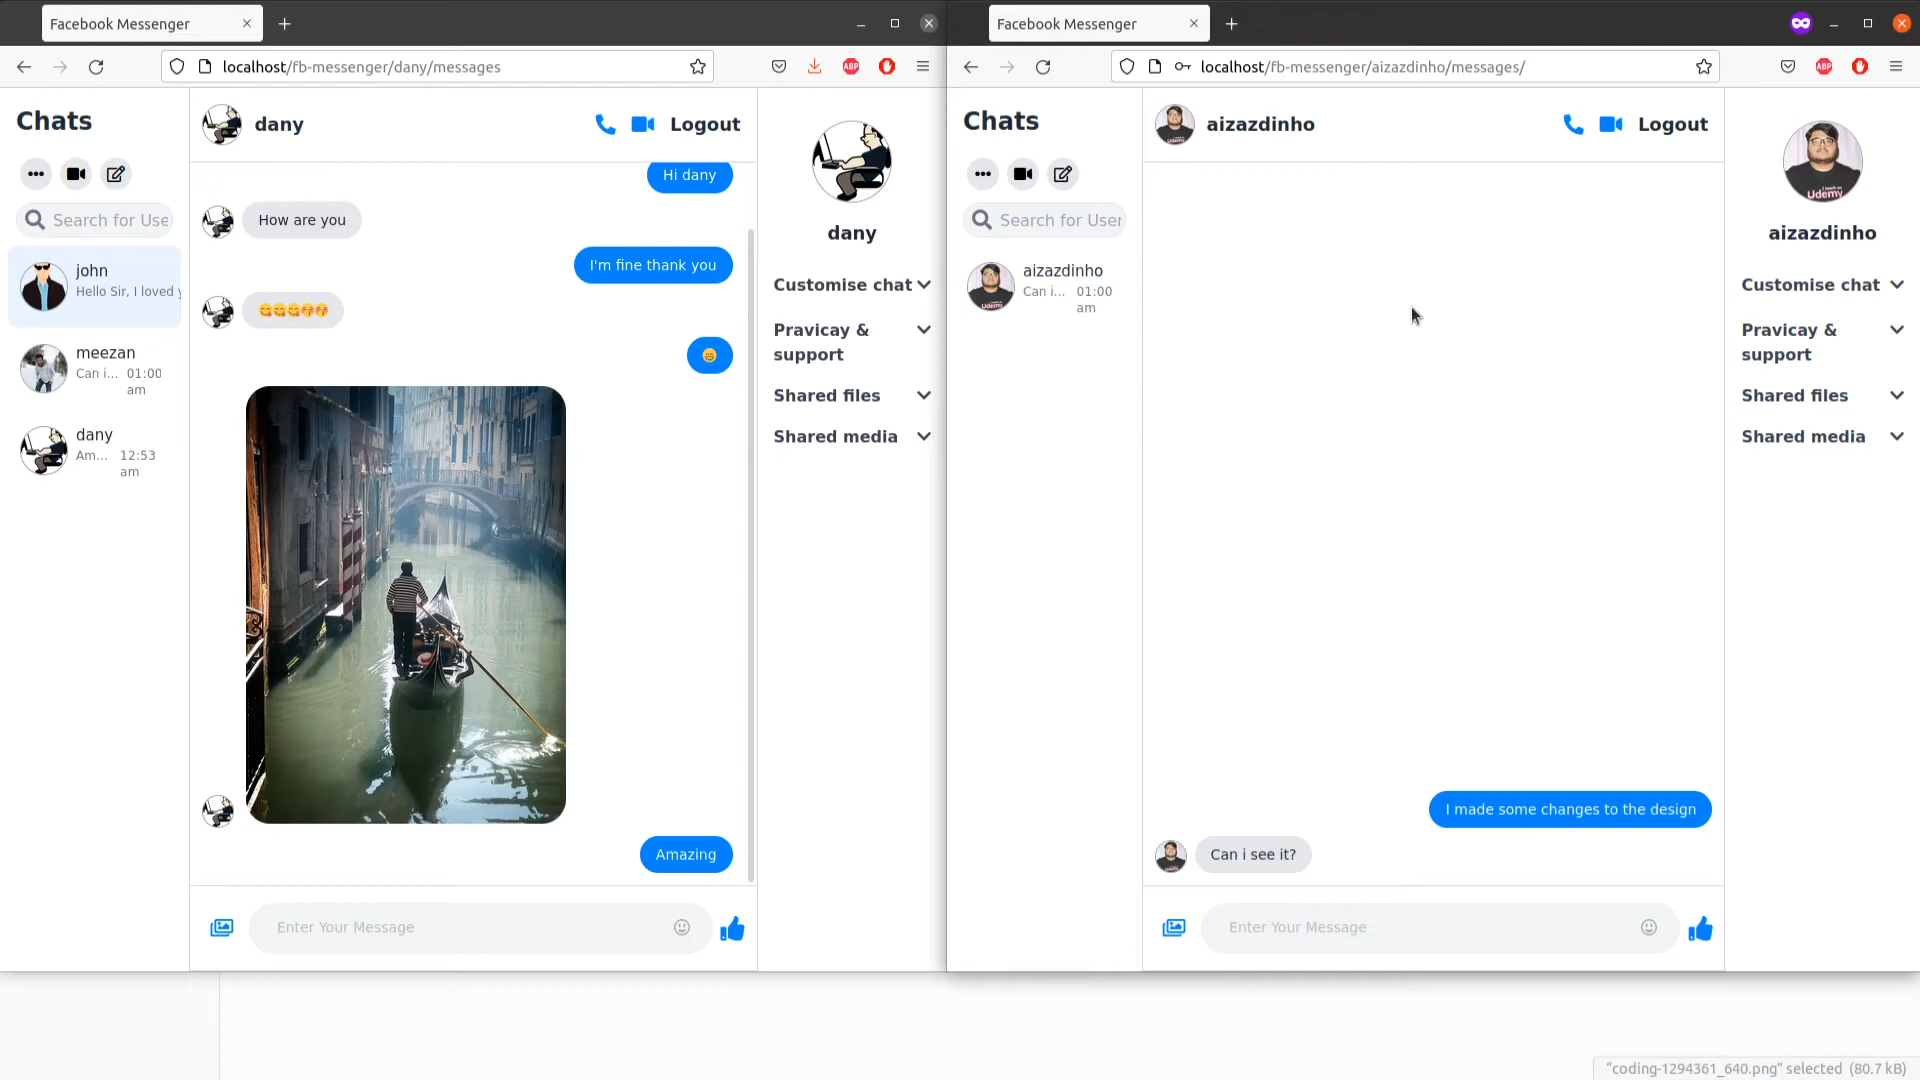 Facebook Messenger
localhost/fb-messenger/dany/messages
ABP
Chats
Search for Use
john
Hello Sir, I loved y
meezan
Can i... 01:00
am
dany
Am... 12:53
am
dany
Logout
Hi dany
How are you
I'm fine thank you
Amazing
Enter Your Message
dany
Customise chat
Pravicay &
support
Shared files
Shared media
Facebook Messenger
localhost/fb-messenger/aizazdinho/messages/
ABP
Chats
Search for User
aizazdinho
Can i... 01:00
am
aizazdinho
Logout
I made some changes to the design
Can i see it?
Enter Your Message
Udemy
aizazdinho
Customise chat
Pravicay &
support
Shared files
Shared media
"coding-1294361_640.png" selected (80.7 kB)